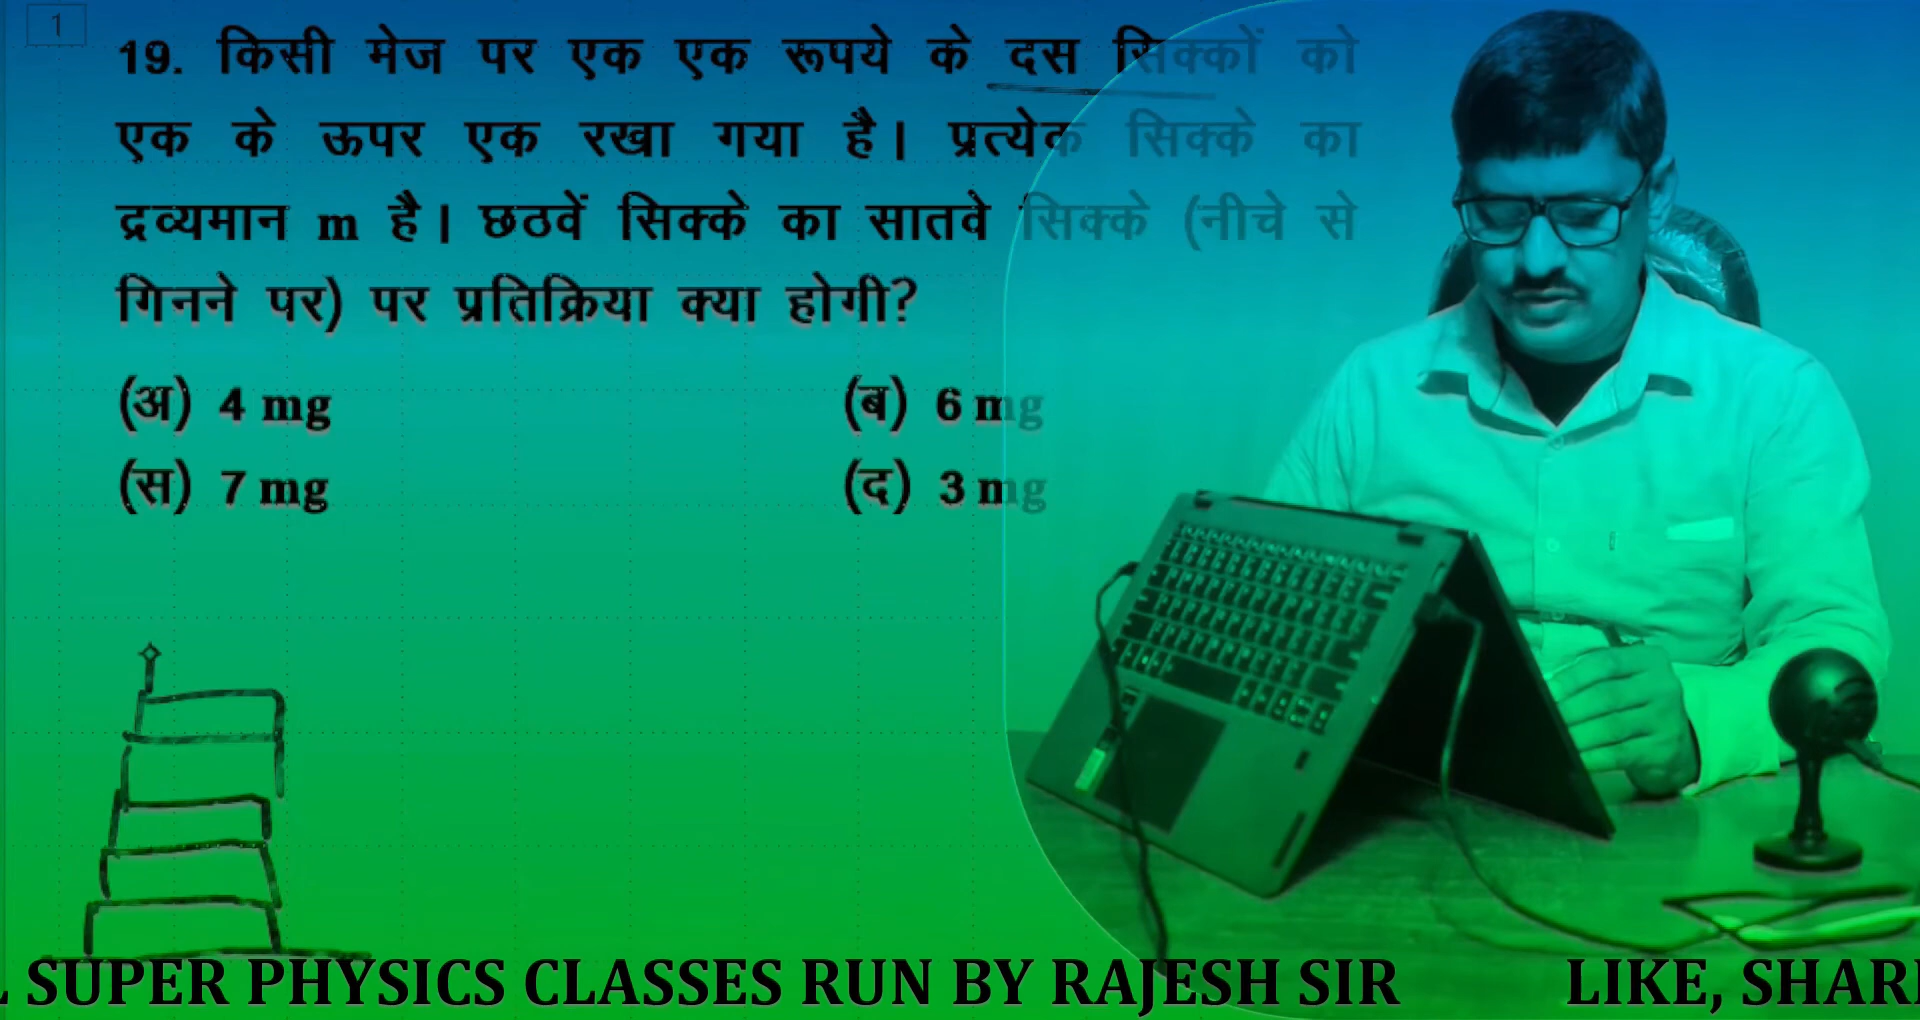 1
19. किसी मेज पर एक एक रूपये के दस सिक्कों को
एक के ऊपर एक रखा गया है। प्रत्येक सिक्के का
द्रव्यमान m है। छठवें सिक्के का सातवे सिक्के (नीचे से
गिनने पर) पर प्रतिक्रिया क्या होगी?
(अ) 4 mg (ब) 6 mg
(स) 7 mg (द) 3 mg
SUPER PHYSICS CLASSES RUN BY RAJESH SIR LIKE,